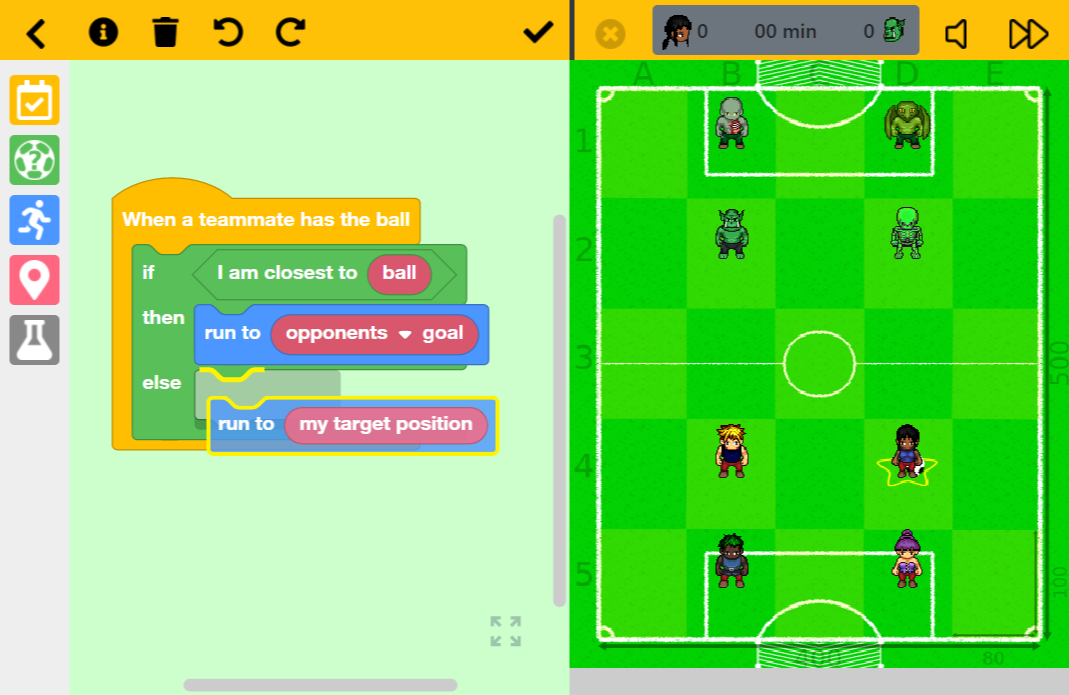 0 00 min 0
A B C D E
When a teammate has the ball
if I am closest to ball
then run to opponents goal
else
run to my target position
1
2
3
4
5
500
100
80